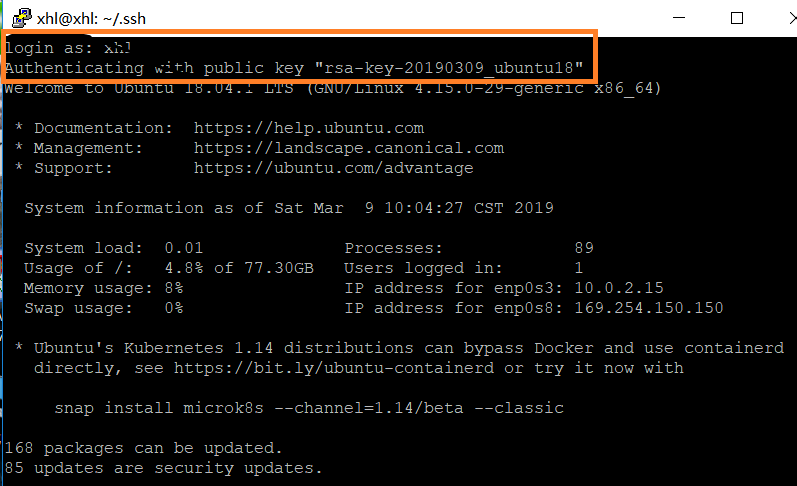 xhl@xhl: ~/.ssh
login as: xhl
Authenticating with public key "rsa-key-20190309_ubuntu18"
Welcome to Ubuntu 18.04.1 LTS (GNU/Linux 4.15.0-29-generic x86_64)
* Documentation: https://help.ubuntu.com
* Management: https://landscape.canonical.com
* Support: https://ubuntu.com/advantage
System information as of Sat Mar 9 10:04:27 CST 2019
System load: 0.01 Processes: 89
Usage of /: 4.8% of 77.30GB Users logged in: 1
Memory usage: 8% IP address for enp0s3: 10.0.2.15
Swap usage: 0% IP address for enp0s8: 169.254.150.150
* Ubuntu's Kubernetes 1.14 distributions can bypass Docker and use containerd
directly, see https://bit.ly/ubuntu-containerd or try it now with
snap install microk8s --channel=1.14/beta --classic
168 packages can be updated.
85 updates are security updates.